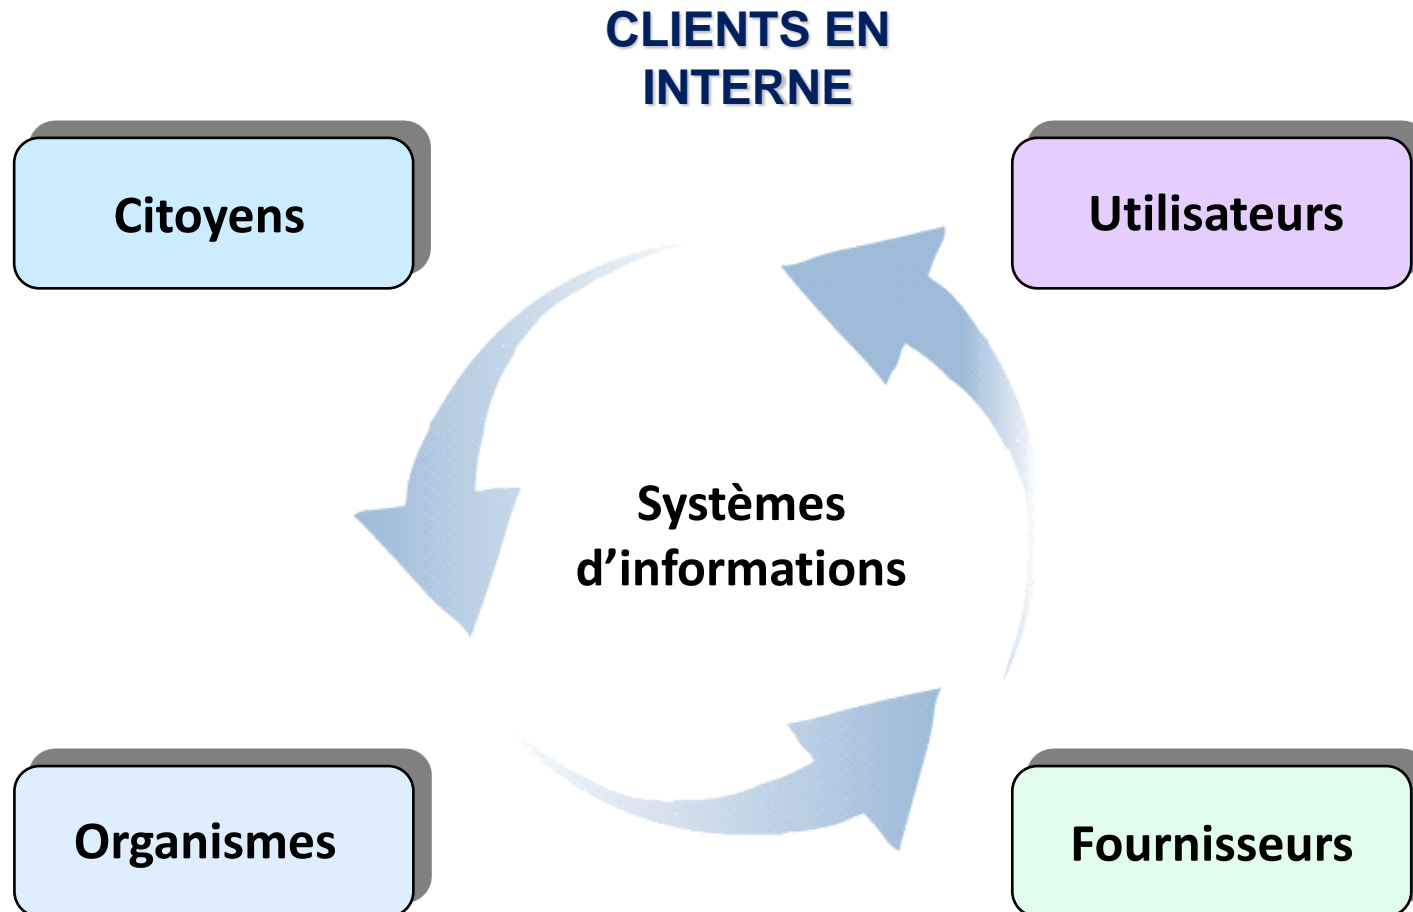 CLIENTS EN
INTERNE
Citoyens
Utilisateurs
Systèmes
d’informations
Organismes
Fournisseurs